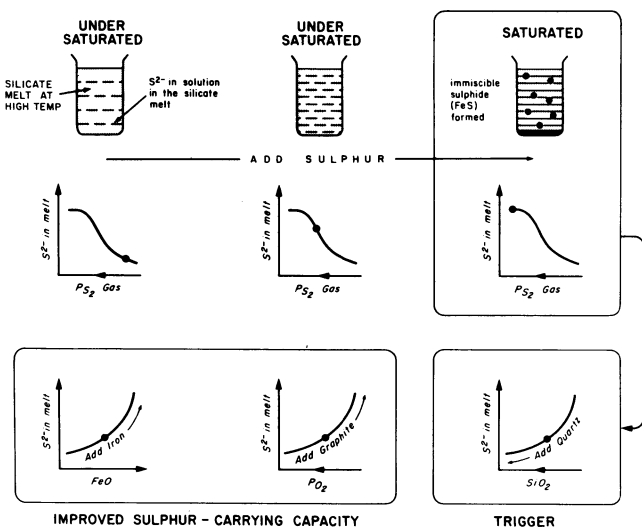 UNDER
SATURATED
UNDER
SATURATED
SATURATED
SILICATE
MELT AT
HIGH TEMP
S²⁻ in solution
in the silicate
melt
immiscible
sulphide
(FeS)
formed
ADD SULPHUR
S²⁻ in melt
PS₂ Gas
S²⁻ in melt
PS₂ Gas
S²⁻ in melt
PS₂ Gas
S²⁻ in melt
Add Iron
FeO
S²⁻ in melt
Add Graphite
PO₂
S²⁻ in melt
Add Quartz
SiO₂
IMPROVED SULPHUR - CARRYING CAPACITY
TRIGGER